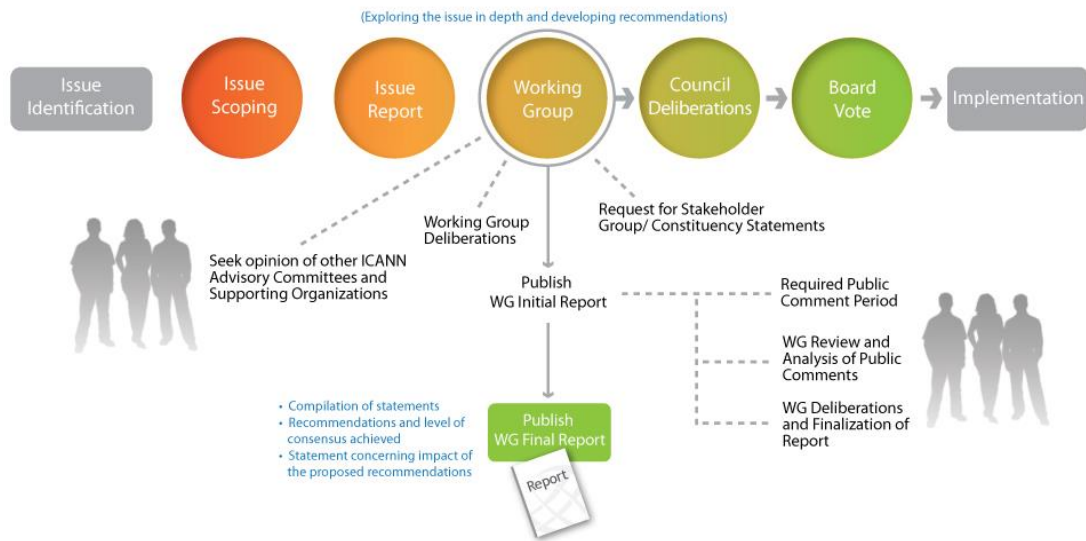 (Exploring the issue in depth and developing recommendations)
Issue
Identification
Issue
Scoping
Issue
Report
Working
Group
Council
Deliberations
Board
Vote
Implementation
Seek opinion of other ICANN
Advisory Committees and
Supporting Organizations
Working Group
Deliberations
Request for Stakeholder
Group/ Constituency Statements
Publish
WG Initial Report
Required Public
Comment Period
WG Review and
Analysis of Public
Comments
WG Deliberations
and Finalization of
Report
• Compilation of statements
• Recommendations and level of
consensus achieved
• Statement concerning impact of
the proposed recommendations
Publish
WG Final Report
Report